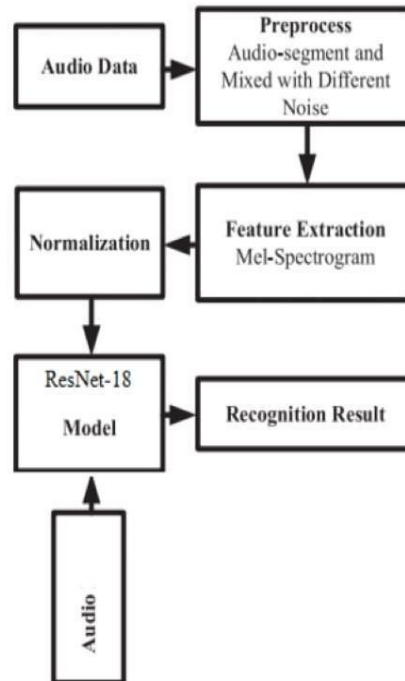 Audio Data
Preprocess
Audio-segment and
Mixed with Different
Noise
Normalization
Feature Extraction
Mel-Spectrogram
ResNet-18
Model
Recognition Result
Audio